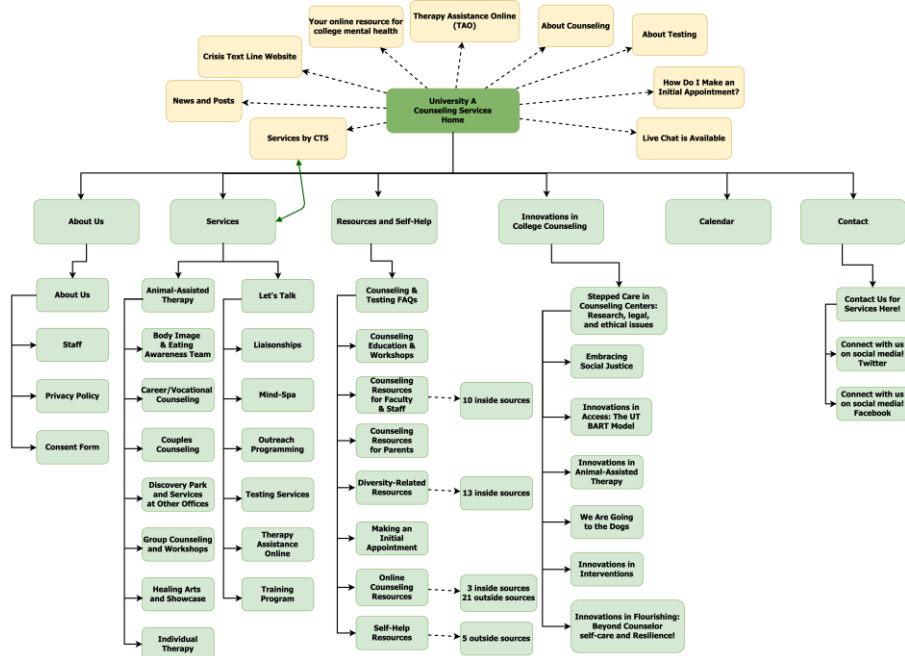 Your online resource for
college mental health
Therapy Assistance Online
(TAO)
About Counseling
About Testing
Crisis Text Line Website
How Do I Make an
Initial Appointment?
News and Posts
University A
Counseling Services
Home
Services by CTS
Live Chat is Available
About Us
Services
Resources and Self-Help
Innovations in
College Counseling
Calendar
Contact
About Us
Staff
Privacy Policy
Consent Form
Animal-Assisted
Therapy
Body Image
& Eating
Awareness Team
Career/Vocational
Counseling
Couples
Counseling
Discovery Park
and Services
at Other Offices
Group Counseling
and Workshops
Healing Arts
and Showcase
Individual
Therapy
Let's Talk
Liaisonships
Mind-Spa
Outreach
Programming
Testing Services
Therapy
Assistance
Online
Training
Program
Counseling &
Testing FAQs
Counseling
Education &
Workshops
Counseling
Resources
for Faculty
& Staff
10 inside sources
Counseling
Resources
for Parents
Diversity-Related
Resources
13 inside sources
Making an
Initial
Appointment
Online
Counseling
Resources
3 inside sources
21 outside sources
Self-Help
Resources
5 outside sources
Stepped Care in
Counseling Centers:
Research, legal,
and ethical issues
Embracing
Social Justice
Innovations in
Access: The UT
BART Model
Innovations in
Animal-Assisted
Therapy
We Are Going
to the Dogs
Innovations in
Interventions
Innovations in Flourishing:
Beyond Counselor
self-care and Resilience!
Contact Us for
Services Here!
Connect with us
on social media!
Twitter
Connect with us
on social media!
Facebook